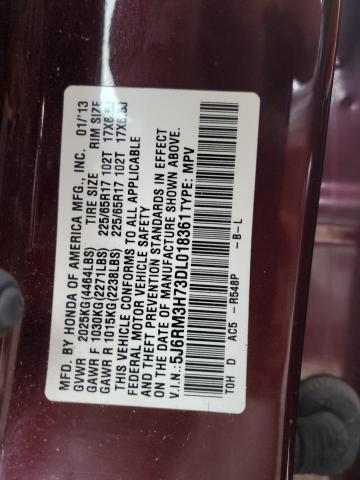 MFD. BY HONDA OF AMERICA MFG., INC. 01/'13
GVWR 2025KG(4464LBS) TIRE SIZE RIM SIZE
GAWR F 1030KG(2271LBS) 225/65R17 102T 17X6.5J
GAWR R 1015KG(2238LBS) 225/65R17 102T 17X6.5J
THIS VEHICLE CONFORMS TO ALL APPLICABLE
FEDERAL MOTOR VEHICLE SAFETY
AND THEFT PREVENTION STANDARDS IN EFFECT
ON THE DATE OF MANUFACTURE SHOWN ABOVE.
V.I.N.: 5J6RM3H73DL018361 TYPE: MPV
TOH D AC5 - R548P - B - L